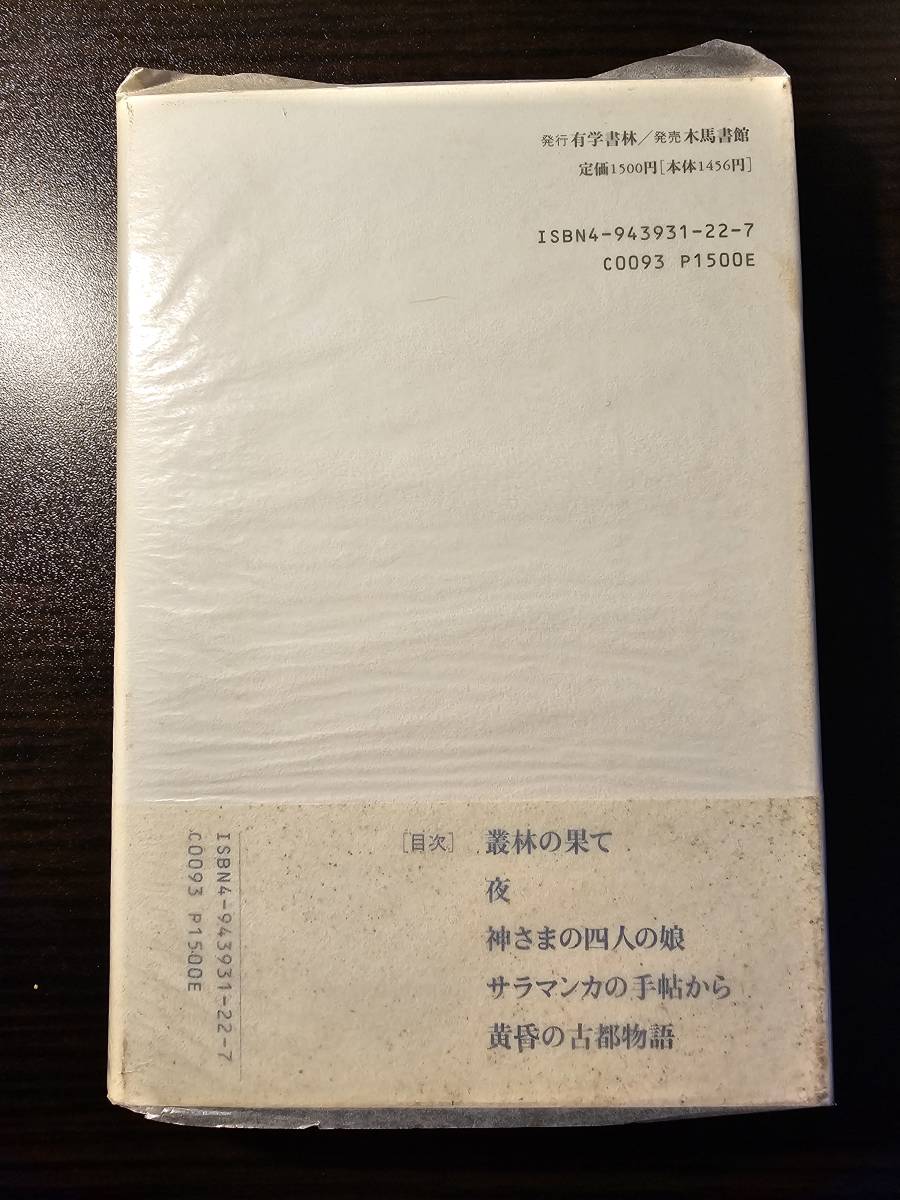 発行 有学書林／発売 木馬書館
定価1500円[本体1456円]
ISBN4-943931-22-7
C0093 P1500E
[目次] 叢林の果て
夜
神さまの四人の娘
サラマンカの手帖から
黄昏の古都物語
ISBN4-943931-22-7
C0093 P1500E